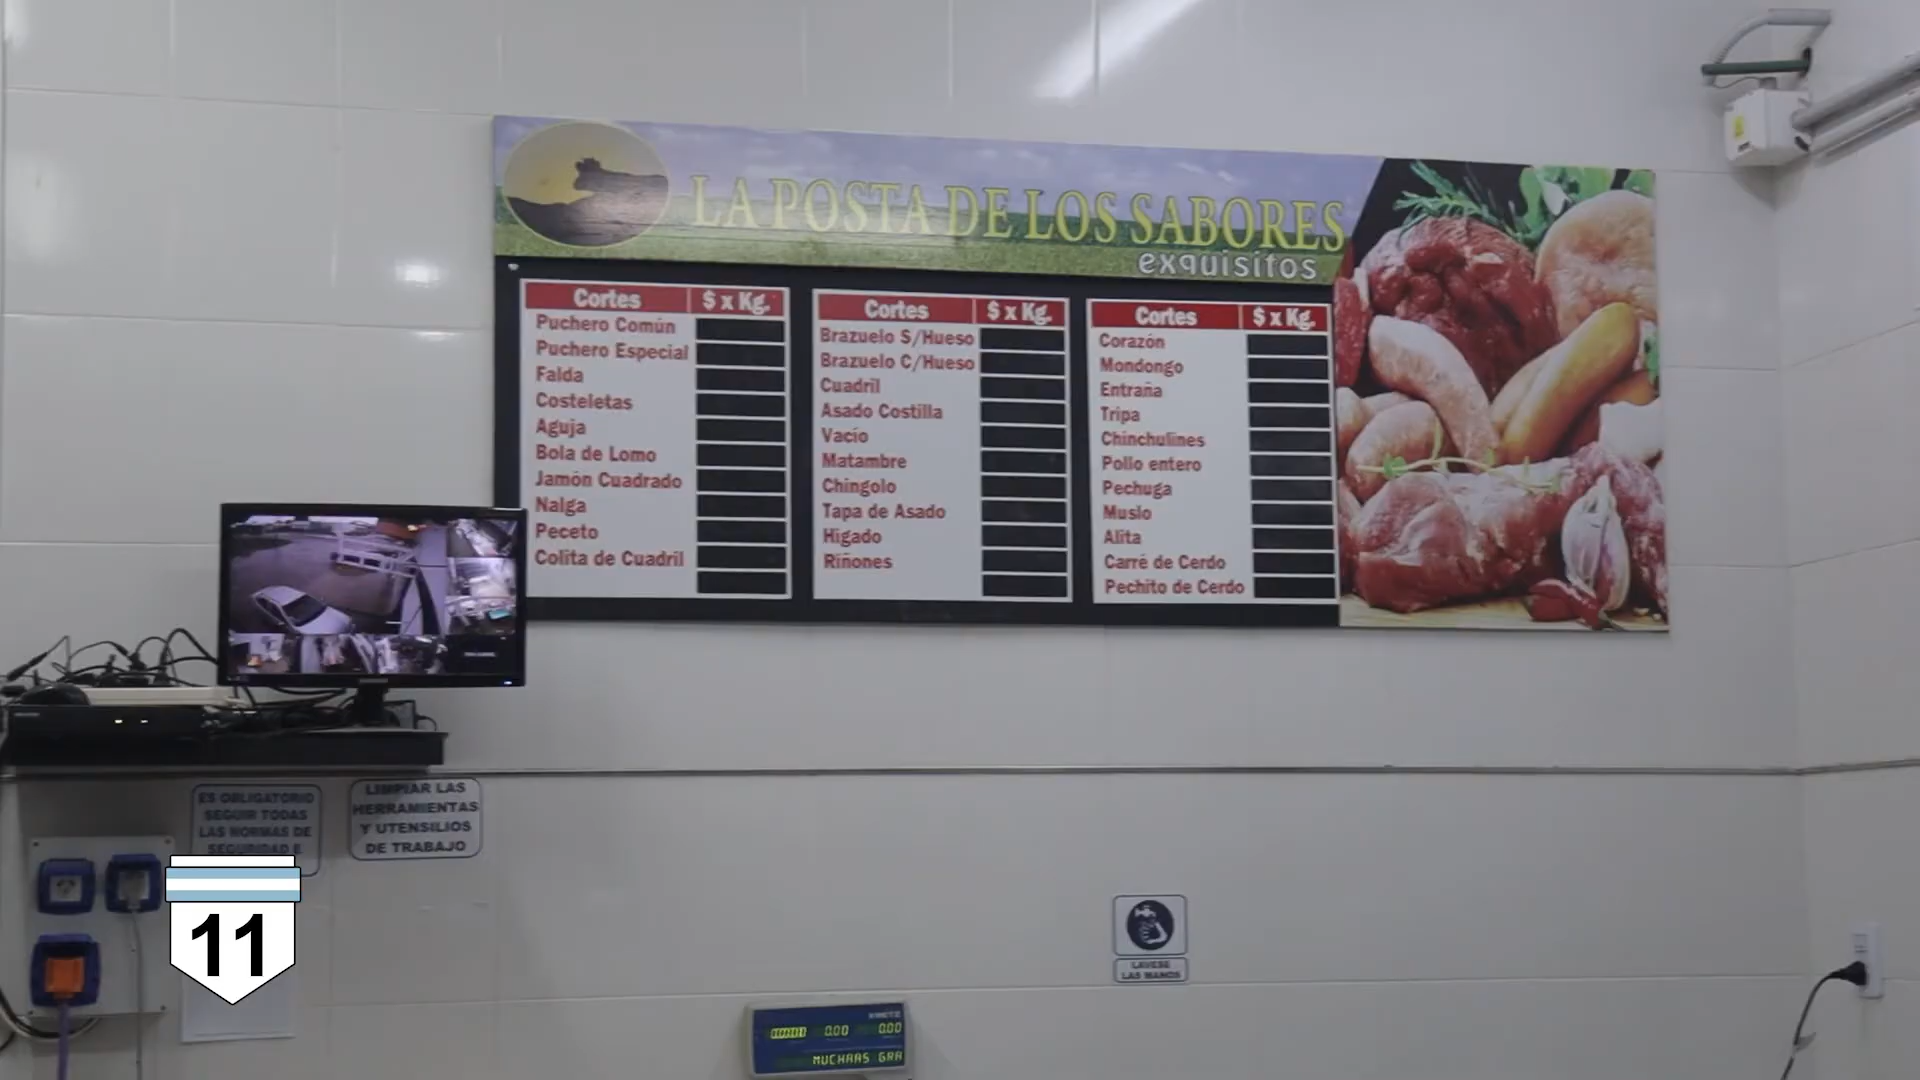 LA POSTA DE LOS SABORES
exquisitos
Cortes $ x Kg.
Puchero Común
Puchero Especial
Falda
Costeletas
Aguja
Bola de Lomo
Jamón Cuadrado
Nalga
Peceto
Colita de Cuadril
Cortes $ x Kg.
Brazuelo S/Hueso
Brazuelo C/Hueso
Cuadril
Asado Costilla
Vacío
Matambre
Chingolo
Tapa de Asado
Hígado
Riñones
Cortes $ x Kg.
Corazón
Mondongo
Entraña
Tripa
Chinchulines
Pollo entero
Pechuga
Muslo
Alita
Carré de Cerdo
Pechito de Cerdo
ES OBLIGATORIO
SEGUIR TODAS
LAS NORMAS DE
SEGURIDAD E
LIMPIAR LAS
HERRAMIENTAS
Y UTENSILIOS
DE TRABAJO
11
LAVESE
LAS MANOS
0.00 0.00
MUCHAAS GRA